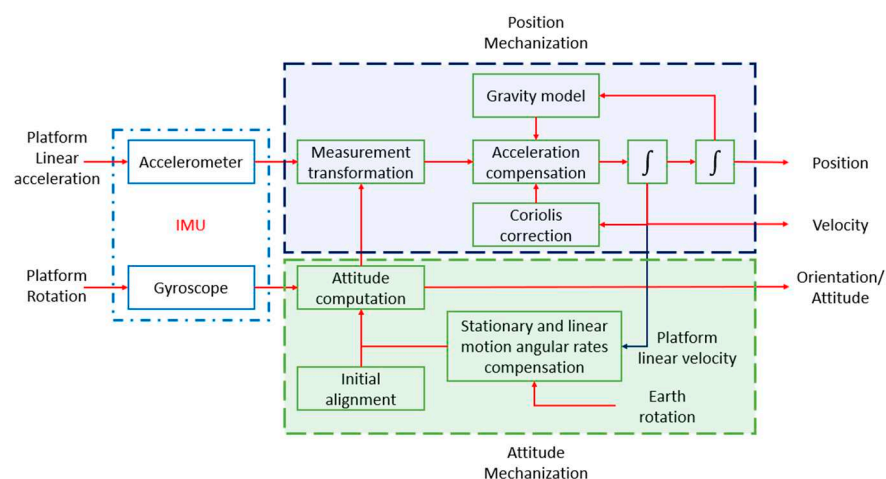 Position
Mechanization
Gravity model
Platform
Linear
acceleration
Accelerometer
Measurement
transformation
Acceleration
compensation
∫
∫
Position
IMU
Coriolis
correction
Velocity
Platform
Rotation
Gyroscope
Attitude
computation
Orientation/
Attitude
Stationary and linear
motion angular rates
compensation
Platform
linear velocity
Initial
alignment
Earth
rotation
Attitude
Mechanization